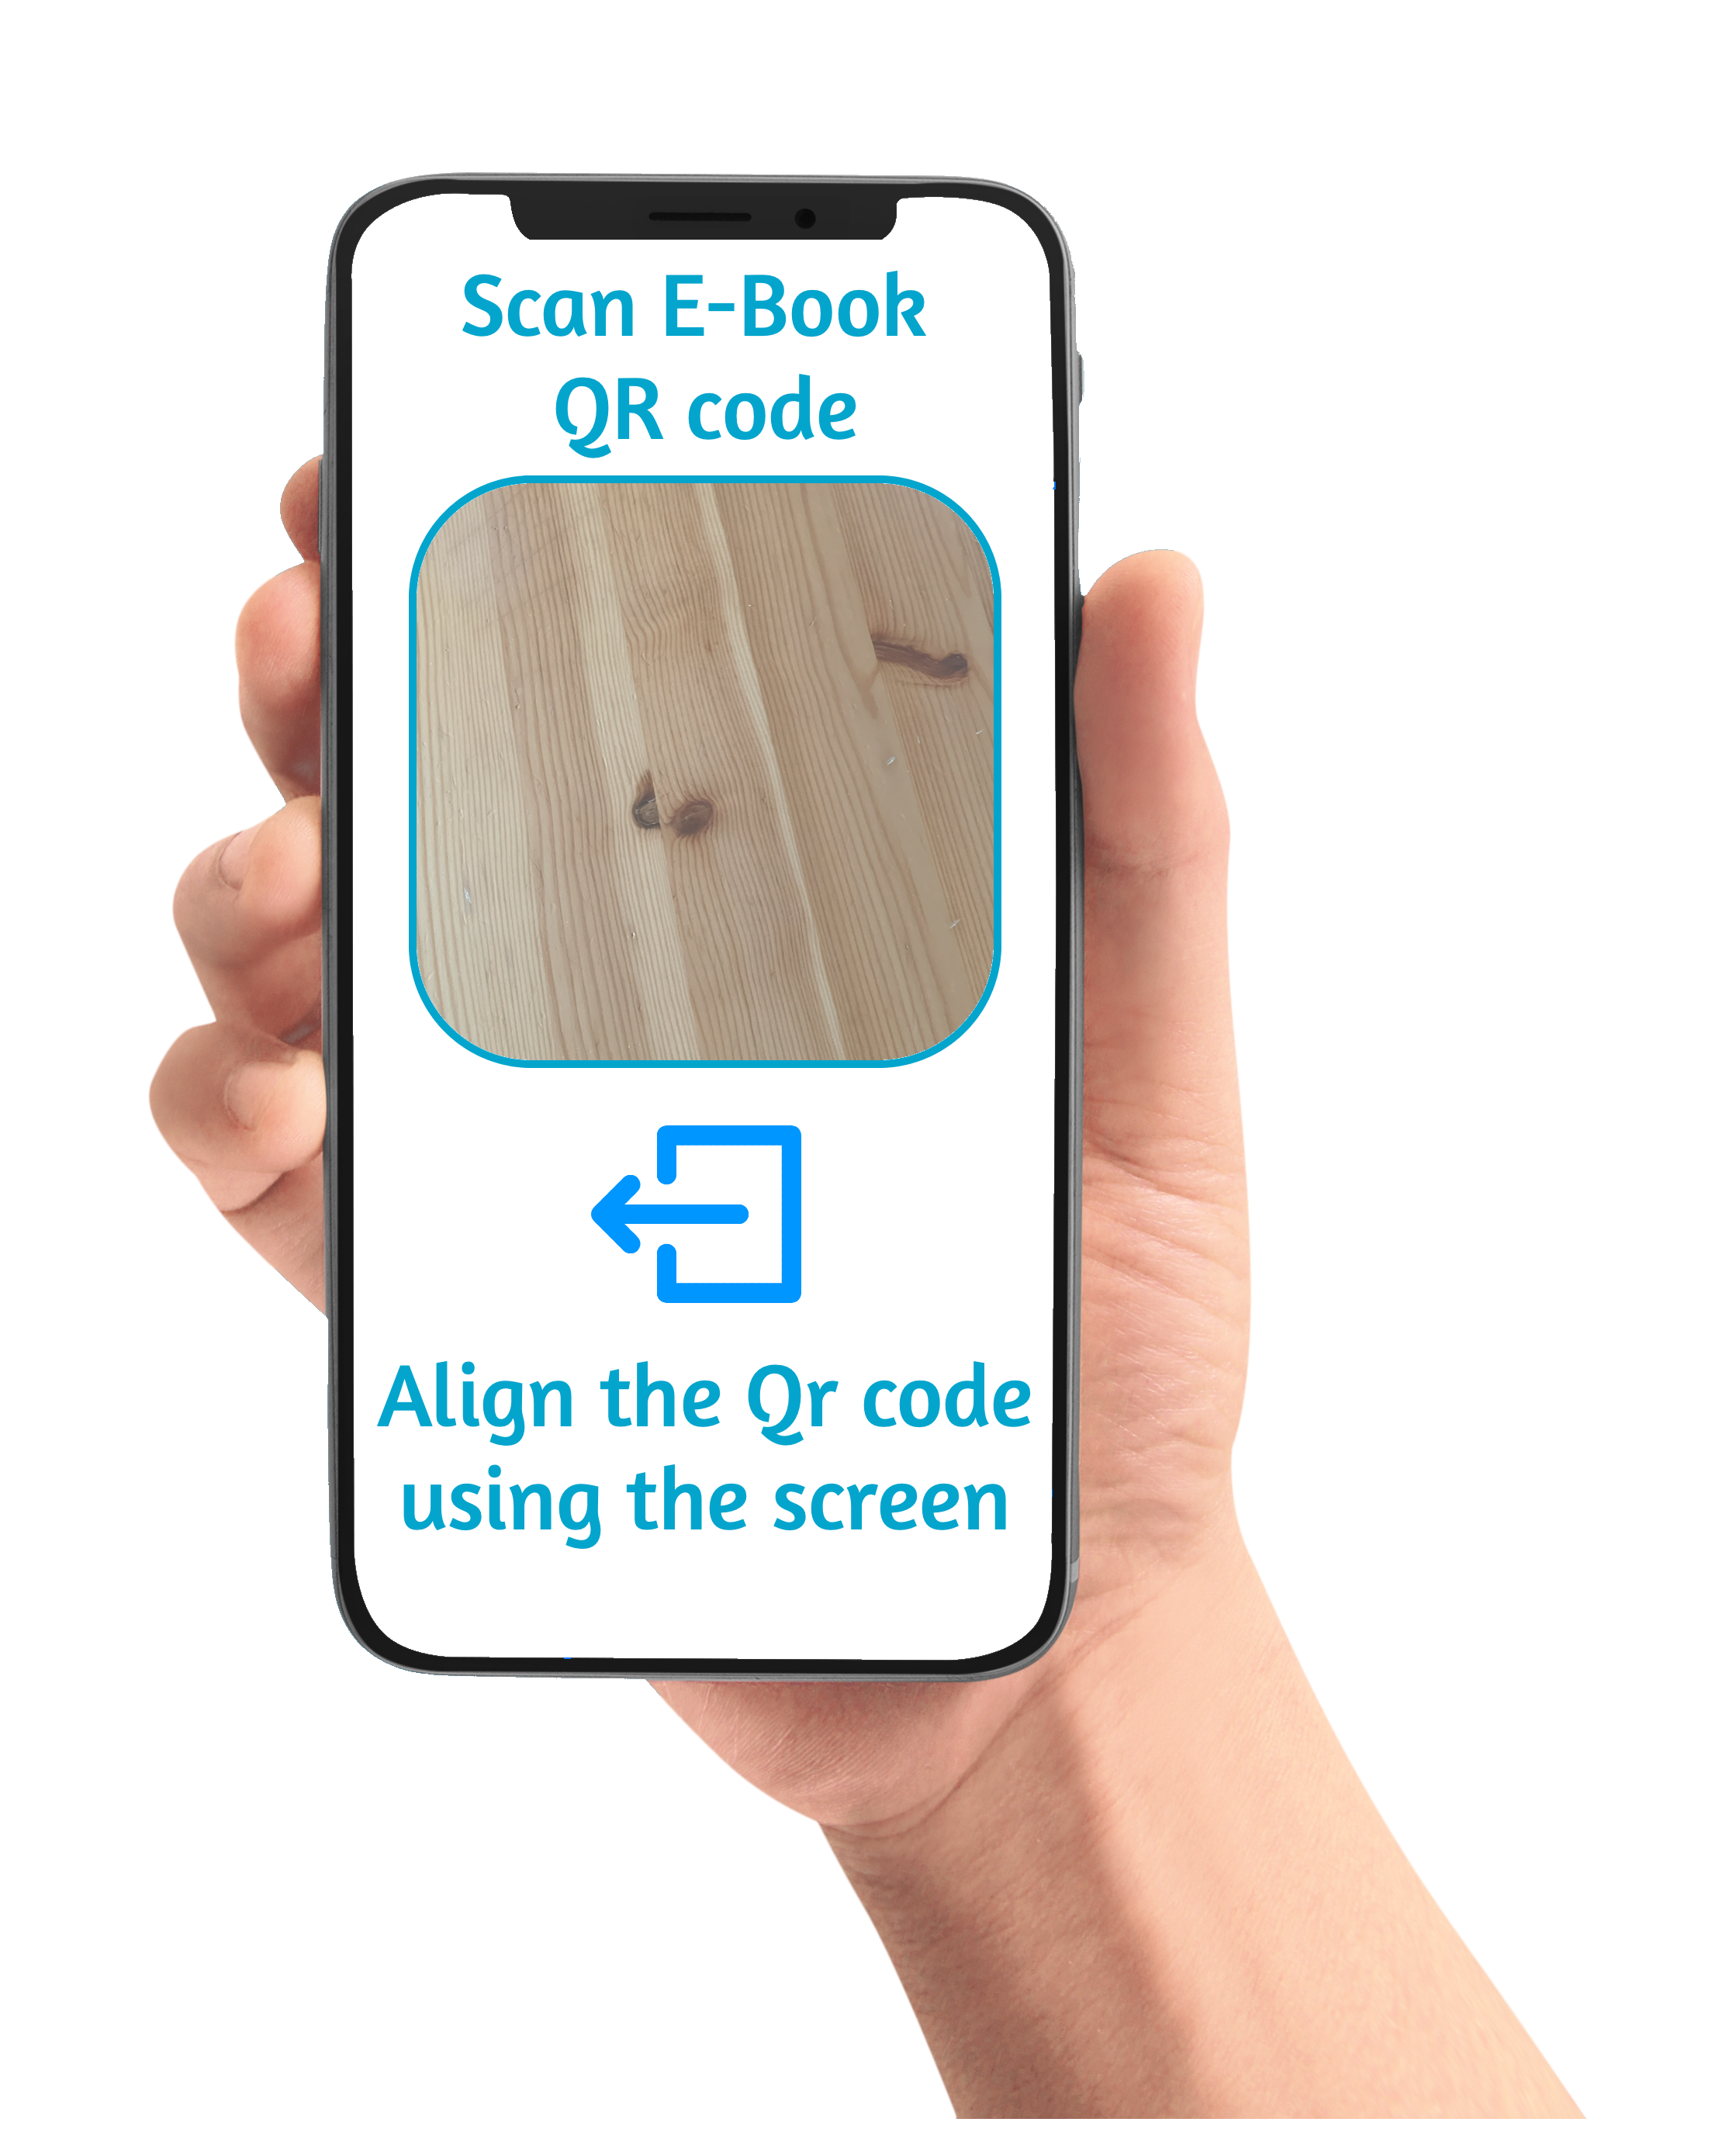 Scan E-Book
QR code
Align the Qr code
using the screen